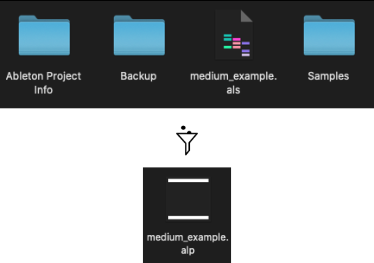 Ableton Project
Info
Backup
medium_example.
als
Samples
medium_example.
alp